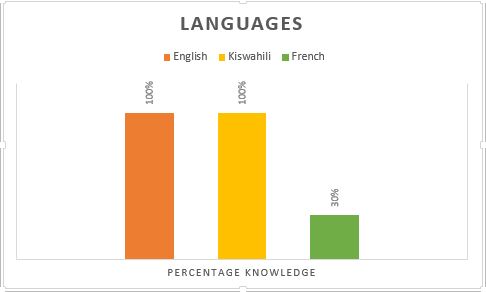 LANGUAGES
English Kiswahili French
100% 100% 30%
PERCENTAGE KNOWLEDGE